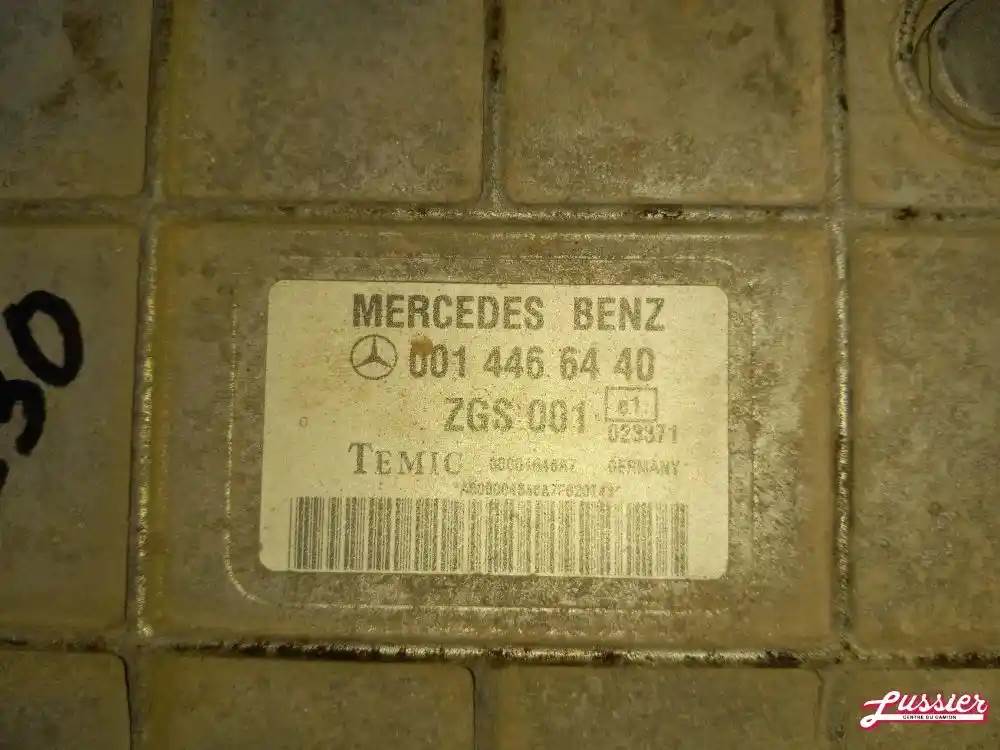 MERCEDES BENZ
001 446 64 40
ZGS 001 e1
023371
TEMIC GERMANY
30
Lussier
CENTRE DU CAMION